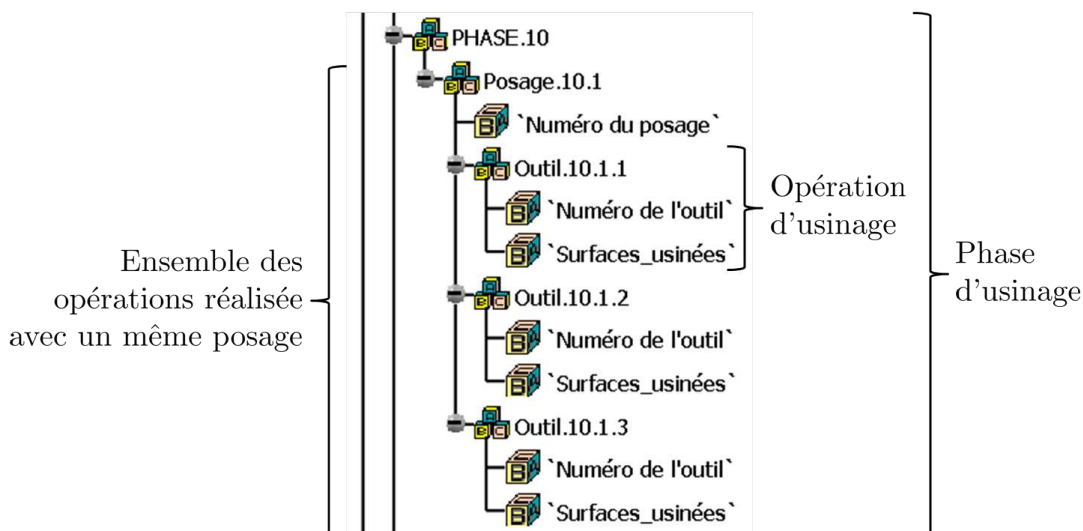 PHASE.10
Posage.10.1
`Numéro du posage`
Outil.10.1.1
`Numéro de l'outil`
`Surfaces_usinées`
Outil.10.1.2
`Numéro de l'outil`
`Surfaces_usinées`
Outil.10.1.3
`Numéro de l'outil`
`Surfaces_usinées`
Ensemble des
opérations réalisée
avec un même posage
Opération
d'usinage
Phase
d'usinage